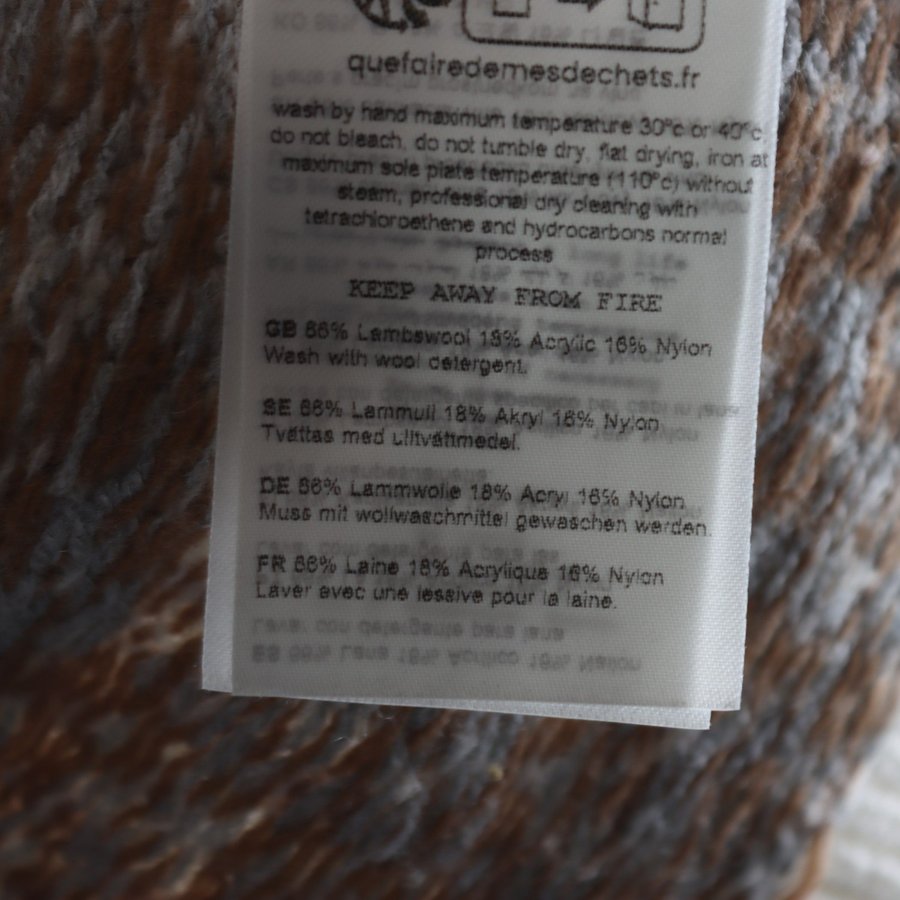 quefairedemesdechets.fr
wash by hand maximum temperature 30°c or 40°c,
do not bleach, do not tumble dry, flat drying, iron at
maximum sole plate temperature (110°c) without
steam, professional dry cleaning with
tetrachloroethene and hydrocarbons normal
process
KEEP AWAY FROM FIRE
GB 66% Lambswool 18% Acrylic 16% Nylon
Wash with wool detergent.
SE 66% Lammull 18% Akryl 16% Nylon
Tvättas med ulltvättmedel.
DE 66% Lammwolle 18% Acryl 16% Nylon
Muss mit wollwaschmittel gewaschen werden.
FR 66% Laine 18% Acrylique 16% Nylon
Laver avec une lessive pour la laine.